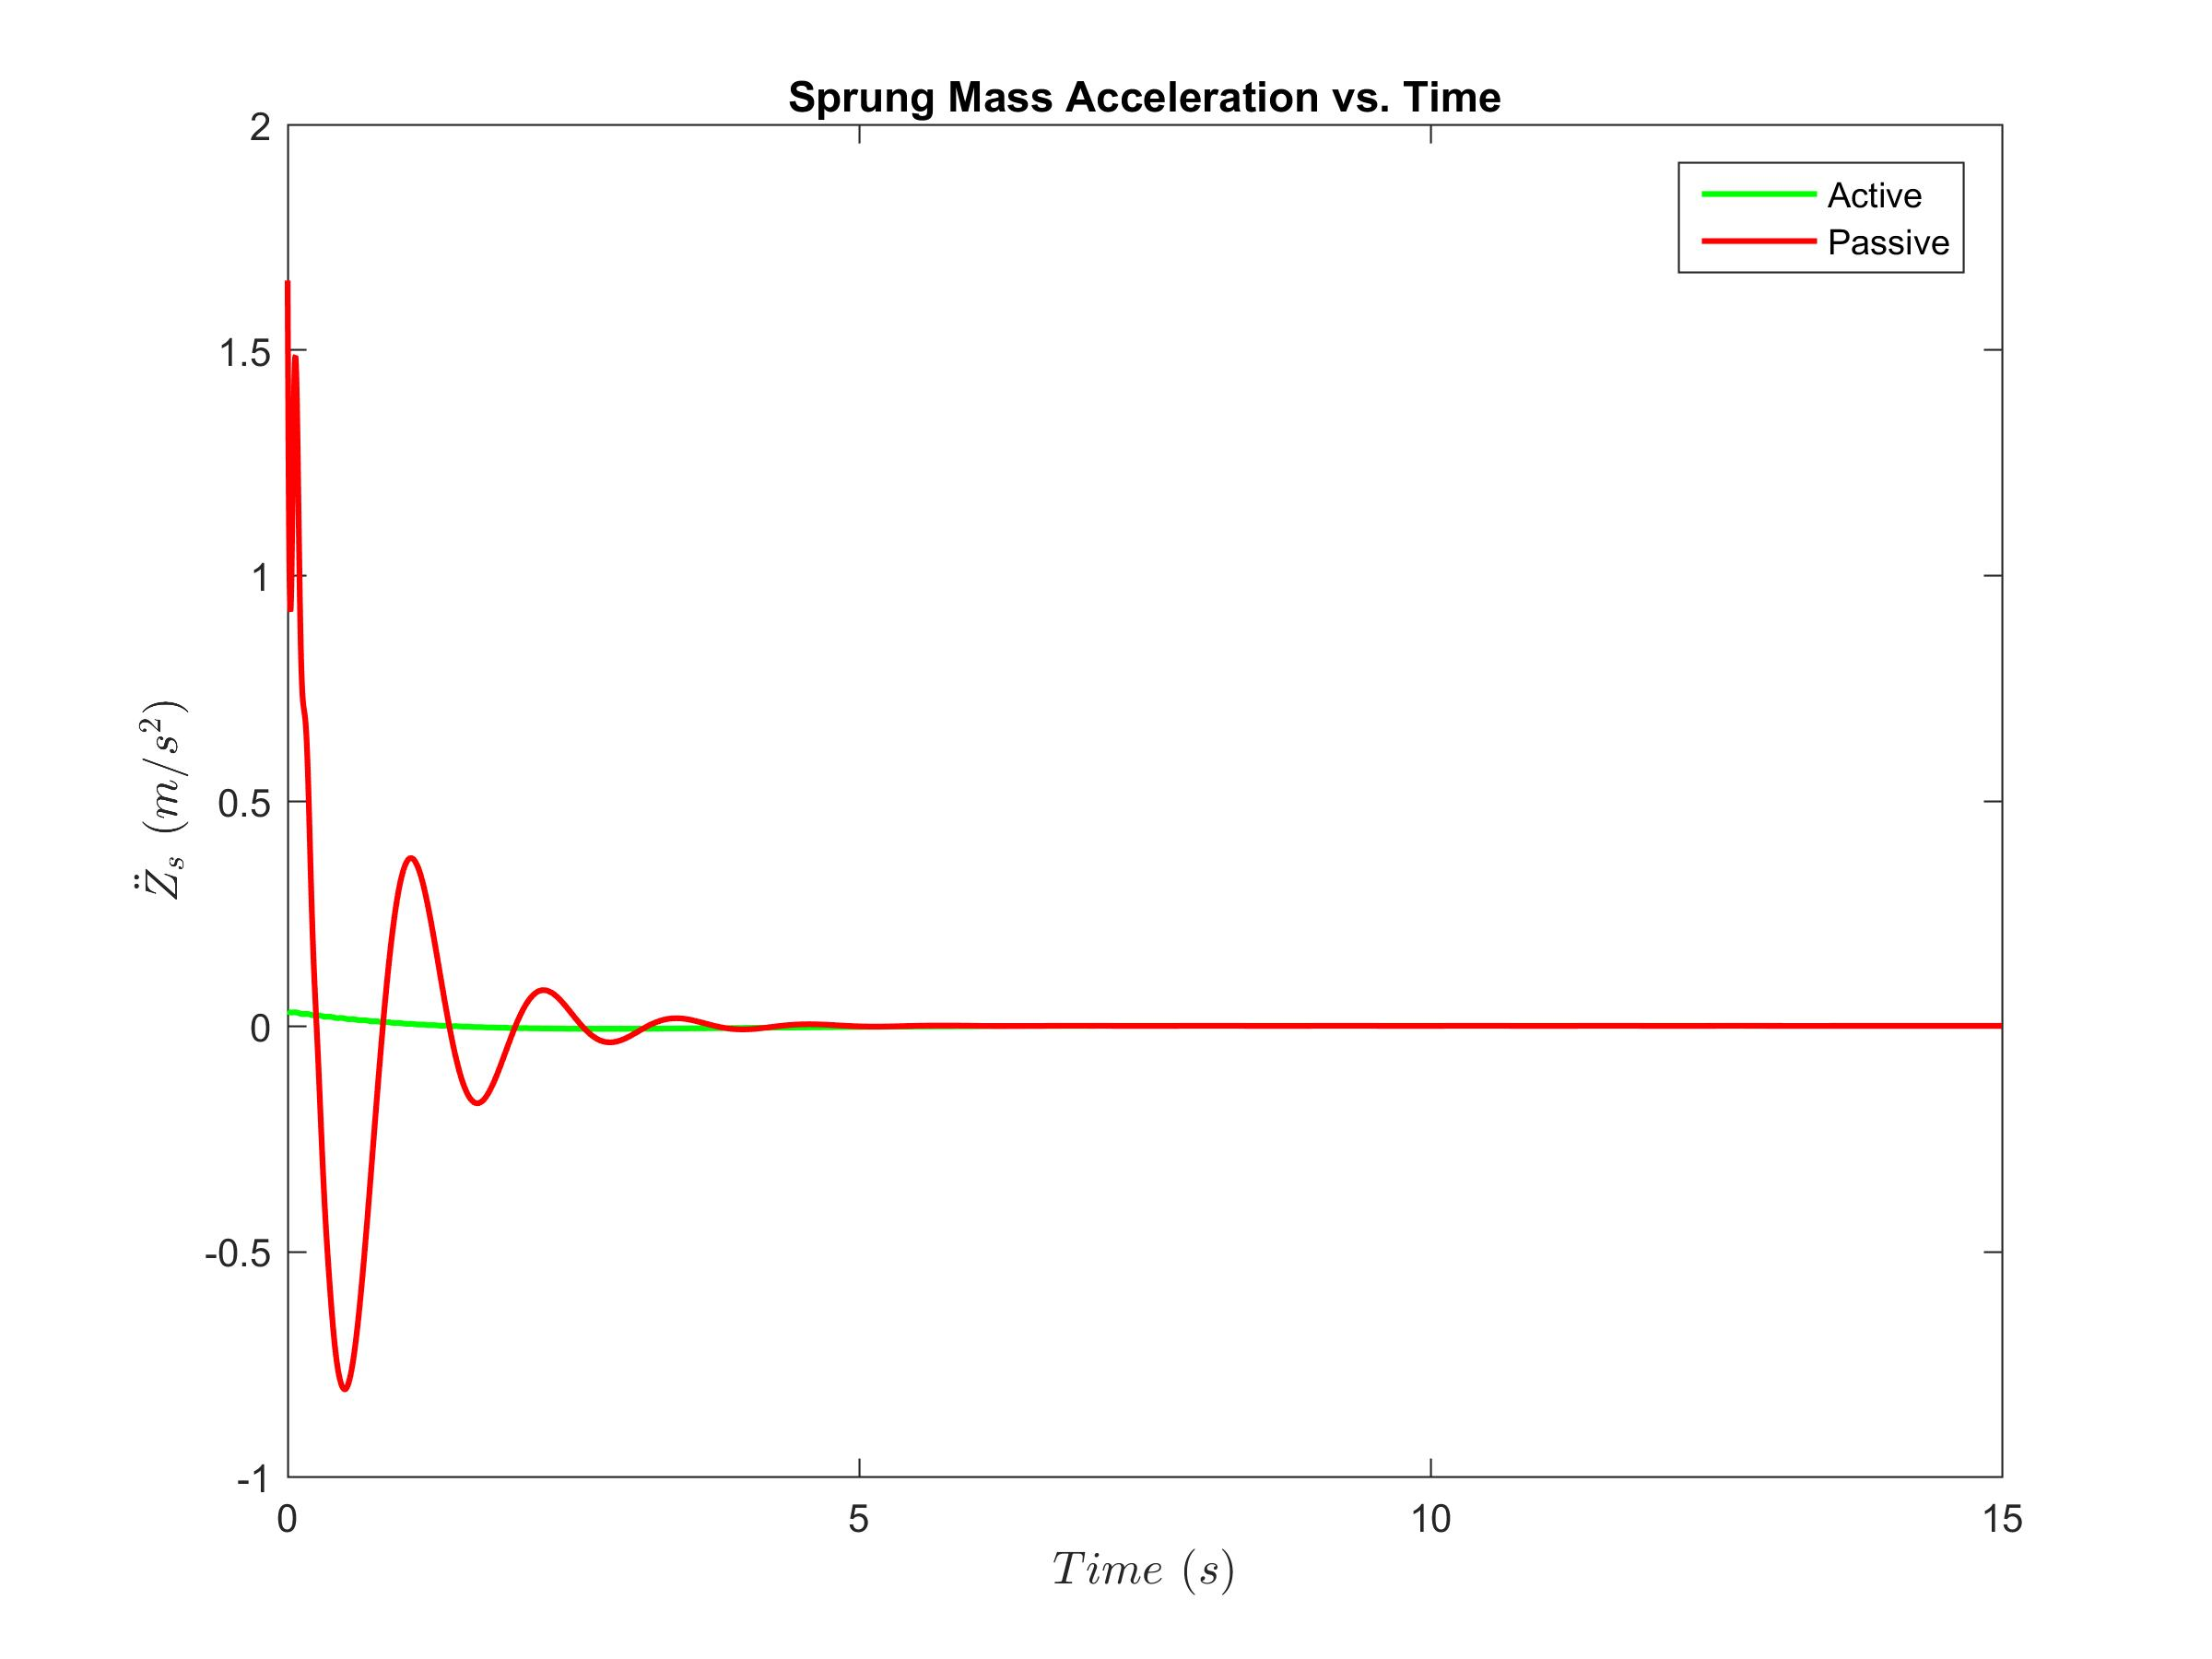 Sprung Mass Acceleration vs. Time
2
1.5
1
0.5
0
-0.5
-1
Z̈ₛ (m/s²)
Active
Passive
0 5 10 15
Time (s)